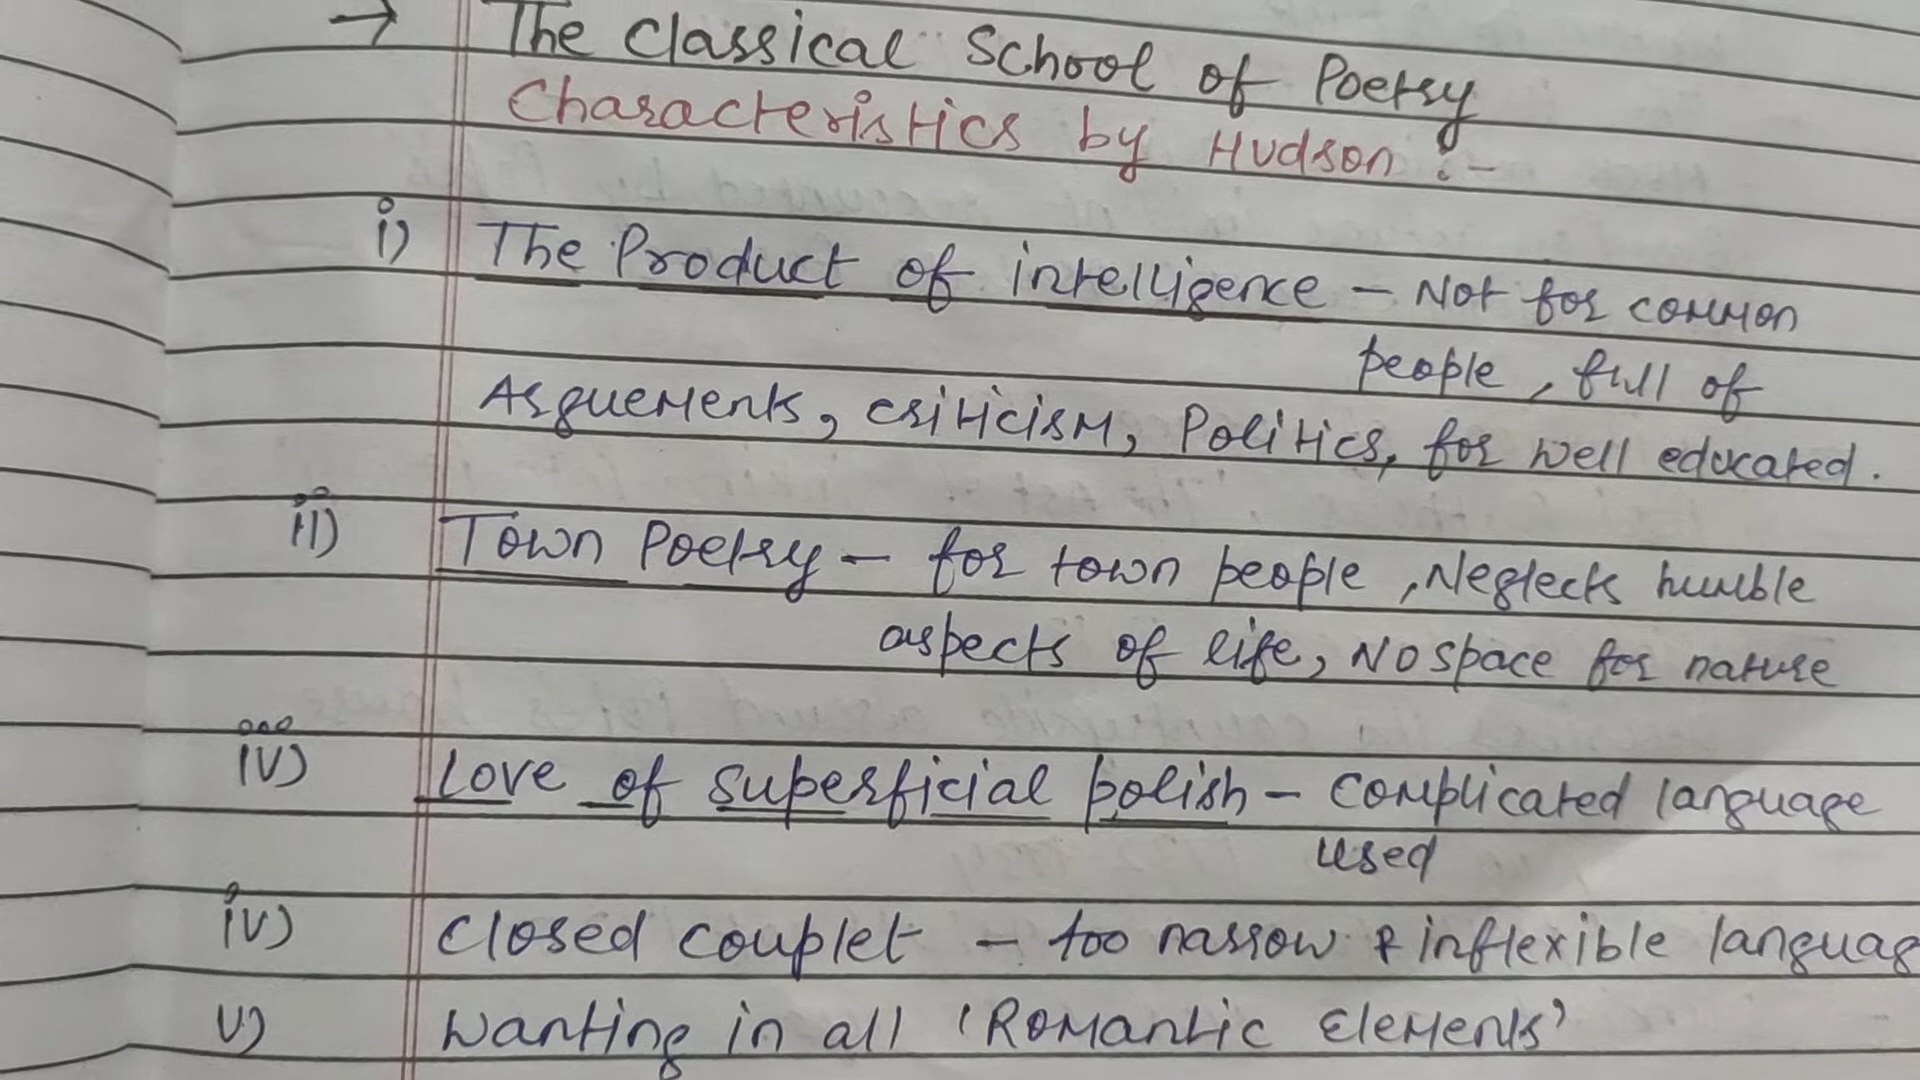 → The Classical School of Poetry
Characteristics by Hudson :-
i) The Product of intelligence - Not for common
people, full of
Arguements, criticism, Politics, for well educated.
ii) Town Poetry - for town people, Neglects humble
aspects of life, No space for nature
iv) Love of superficial polish - complicated language
used
iv) Closed couplet - too narrow & inflexible languag
v) Wanting in all 'Romantic Elements'